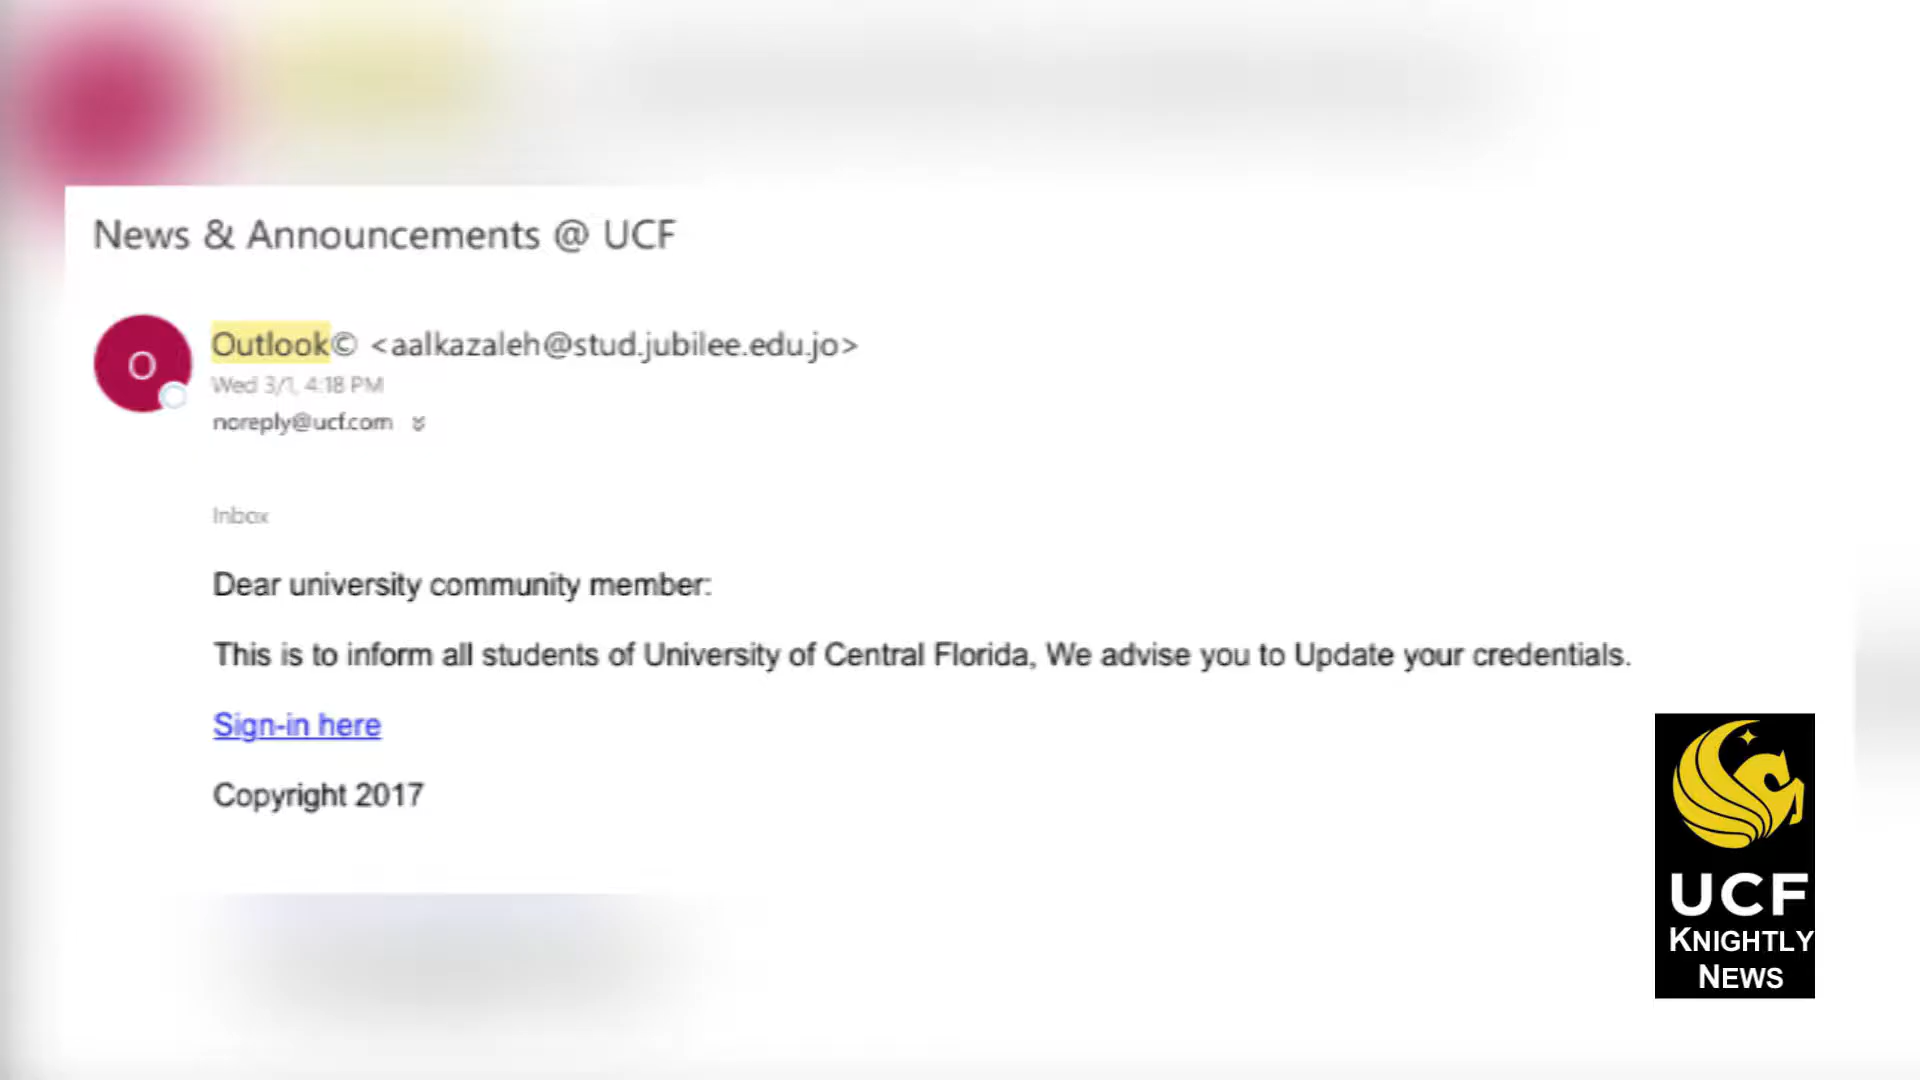 News & Announcements @ UCF
O
Outlook© <aalkazaleh@stud.jubilee.edu.jo>
Wed 3/1, 4:18 PM
noreply@ucf.com
Inbox
Dear university community member:
This is to inform all students of University of Central Florida, We advise you to Update your credentials.
Sign-in here
Copyright 2017
UCF
KNIGHTLY
NEWS